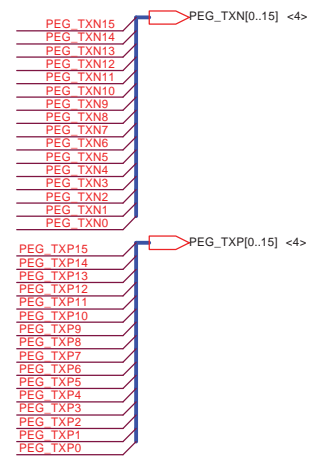 PEG_TXN[0..15] <4>
PEG_TXN15
PEG_TXN14
PEG_TXN13
PEG_TXN12
PEG_TXN11
PEG_TXN10
PEG_TXN9
PEG_TXN8
PEG_TXN7
PEG_TXN6
PEG_TXN5
PEG_TXN4
PEG_TXN3
PEG_TXN2
PEG_TXN1
PEG_TXN0
PEG_TXP[0..15] <4>
PEG_TXP15
PEG_TXP14
PEG_TXP13
PEG_TXP12
PEG_TXP11
PEG_TXP10
PEG_TXP9
PEG_TXP8
PEG_TXP7
PEG_TXP6
PEG_TXP5
PEG_TXP4
PEG_TXP3
PEG_TXP2
PEG_TXP1
PEG_TXP0